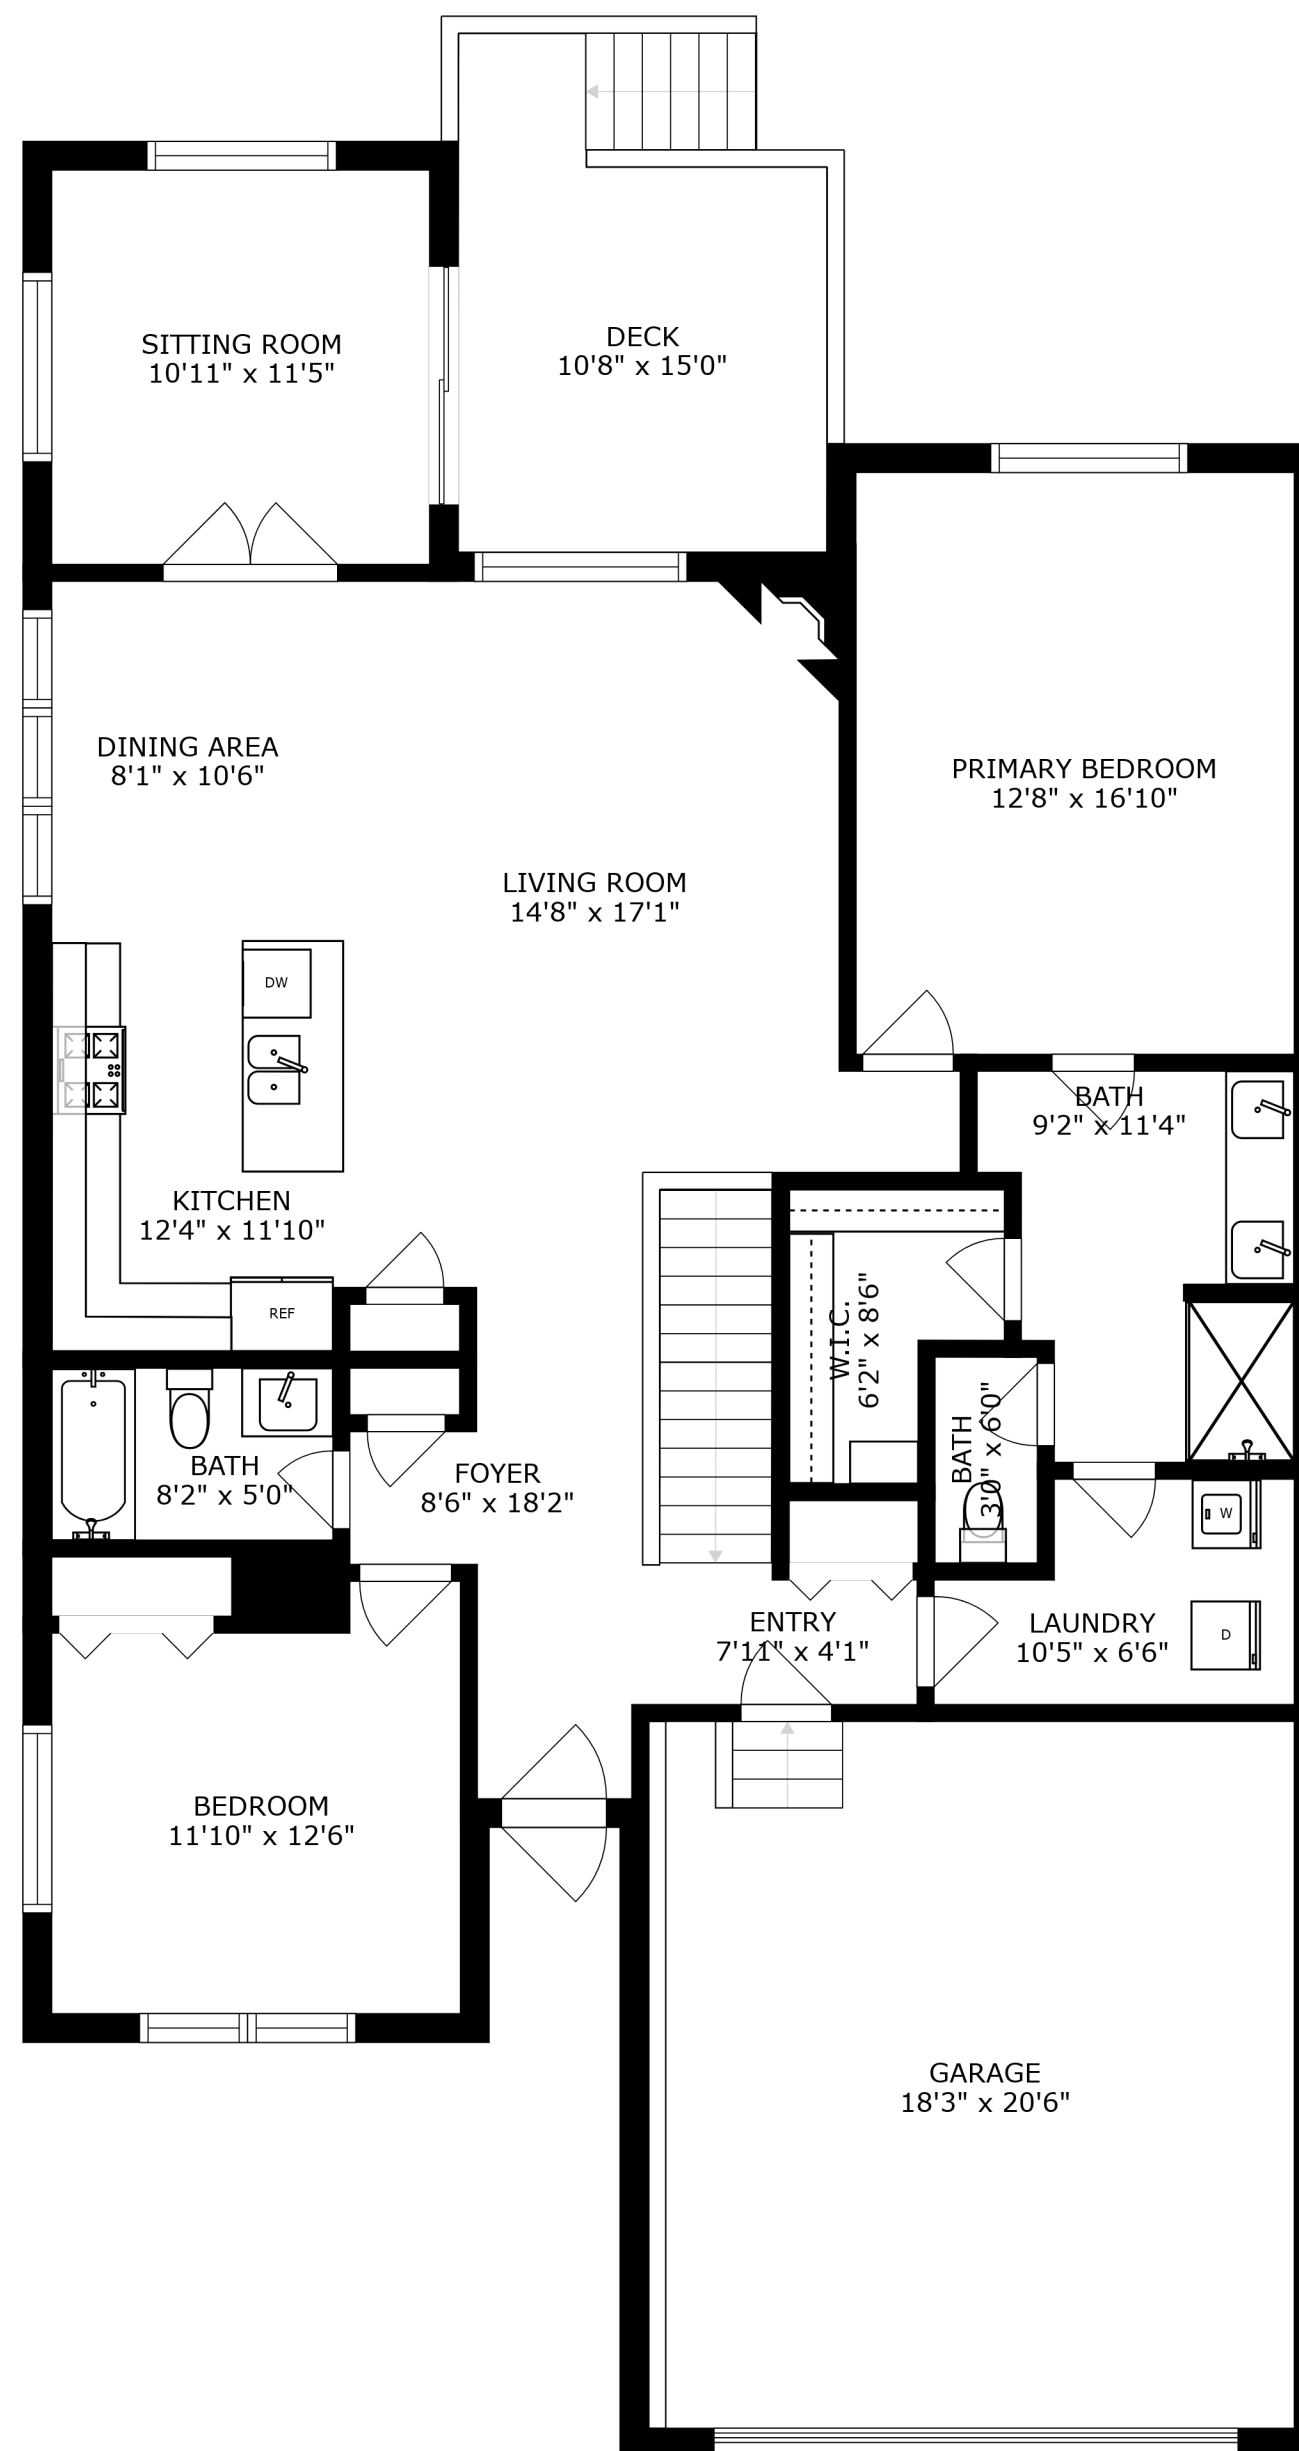 SITTING ROOM
10'11" x 11'5"
DECK
10'8" x 15'0"
DINING AREA
8'1" x 10'6"
PRIMARY BEDROOM
12'8" x 16'10"
LIVING ROOM
14'8" x 17'1"
DW
BATH
9'2" x 11'4"
KITCHEN
12'4" x 11'10"
REF
W.I.C.
6'2" x 8'6"
BATH
8'2" x 5'0"
FOYER
8'6" x 18'2"
BATH
3'0" x 6'0"
W
ENTRY
7'11" x 4'1"
LAUNDRY
10'5" x 6'6"
D
BEDROOM
11'10" x 12'6"
GARAGE
18'3" x 20'6"